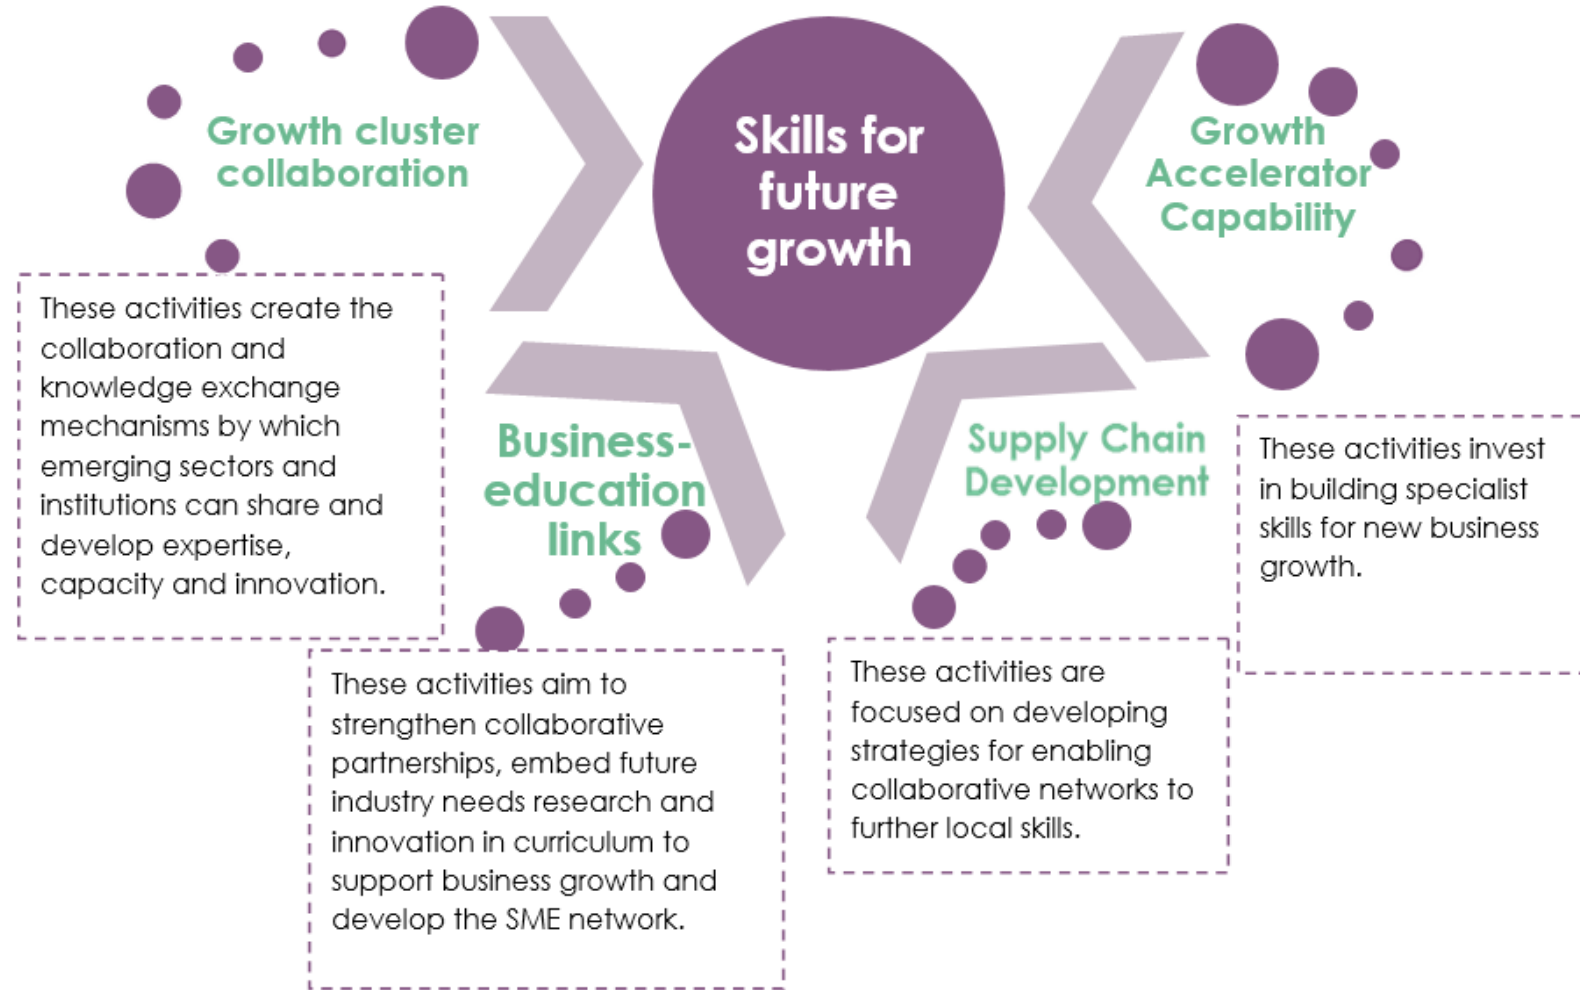 Skills for
future
growth
Growth cluster
collaboration
These activities create the
collaboration and
knowledge exchange
mechanisms by which
emerging sectors and
institutions can share and
develop expertise,
capacity and innovation.
Business-
education
links
These activities aim to
strengthen collaborative
partnerships, embed future
industry needs research and
innovation in curriculum to
support business growth and
develop the SME network.
Supply Chain
Development
These activities are
focused on developing
strategies for enabling
collaborative networks to
further local skills.
Growth
Accelerator
Capability
These activities invest
in building specialist
skills for new business
growth.